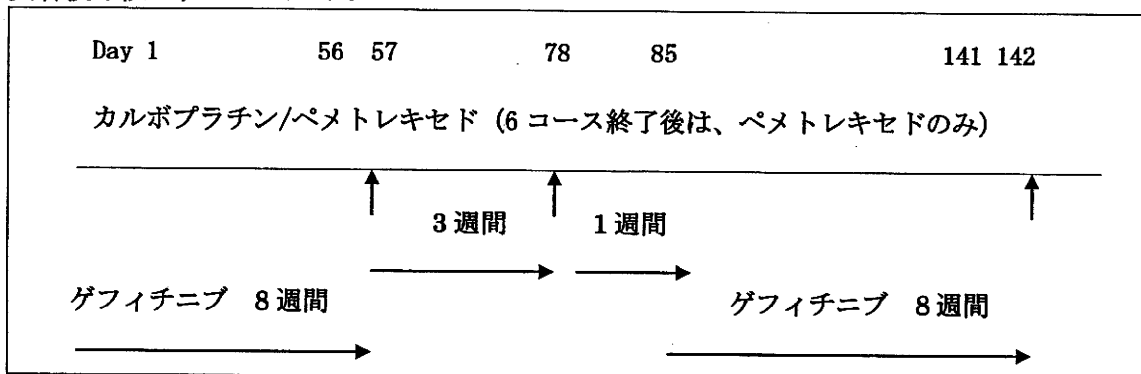 Day 1 56 57 78 85 141 142
カルボプラチン/ペメトレキセド (6 コース終了後は、ペメトレキセドのみ)
3 週間 1 週間
ゲフィチニブ 8 週間 ゲフィチニブ 8 週間